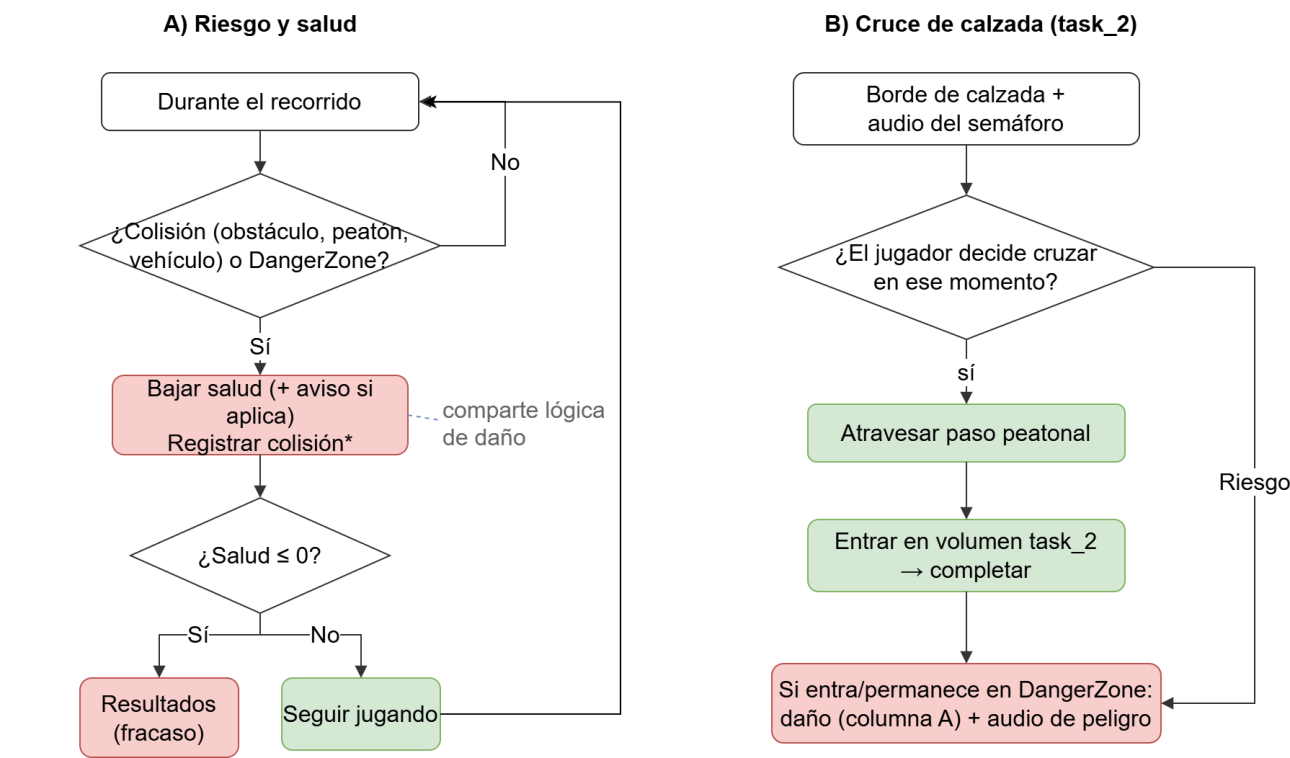 A) Riesgo y salud
Durante el recorrido
No
¿Colisión (obstáculo, peatón,
vehículo) o DangerZone?
Sí
Bajar salud (+ aviso si
aplica)
Registrar colisión*
comparte lógica
de daño
¿Salud ≤ 0?
Sí
No
Resultados
(fracaso)
Seguir jugando
B) Cruce de calzada (task_2)
Borde de calzada +
audio del semáforo
¿El jugador decide cruzar
en ese momento?
sí
Atravesar paso peatonal
Riesgo
Entrar en volumen task_2
→ completar
Si entra/permanece en DangerZone:
daño (columna A) + audio de peligro